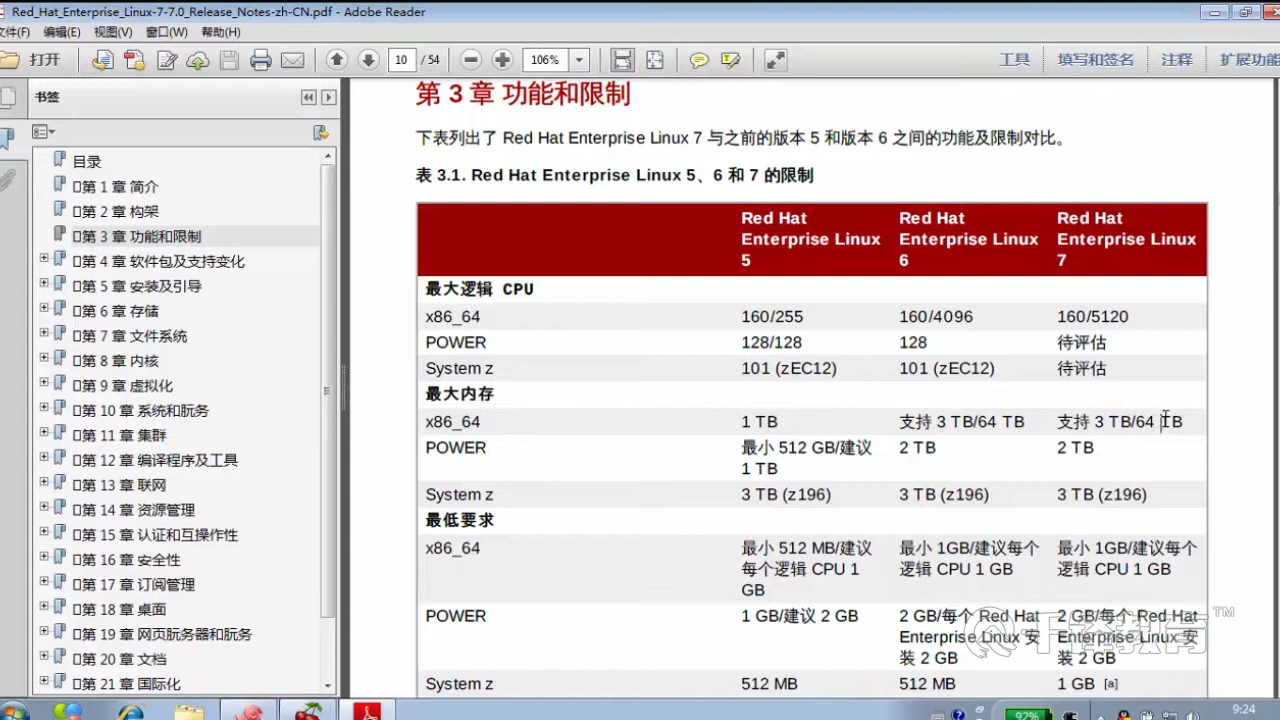 Red_Hat_Enterprise_Linux-7-7.0_Release_Notes-zh-CN.pdf - Adobe Reader
文件(F) 编辑(E) 视图(V) 窗口(W) 帮助(H)
打开 10 / 54 106% 工具 填写和签名 注释 扩展功能
书签
目录
第 1 章 简介
第 2 章 构架
第 3 章 功能和限制
第 4 章 软件包及支持变化
第 5 章 安装及引导
第 6 章 存储
第 7 章 文件系统
第 8 章 内核
第 9 章 虚拟化
第 10 章 系统和朊务
第 11 章 集群
第 12 章 编译程序及工具
第 13 章 联网
第 14 章 资源管理
第 15 章 认证和互操作性
第 16 章 安全性
第 17 章 订阅管理
第 18 章 桌面
第 19 章 网页朊务器和朊务
第 20 章 文档
第 21 章 国际化
第 3 章 功能和限制
下表列出了 Red Hat Enterprise Linux 7 与之前的版本 5 和版本 6 之间的功能及限制对比。
表 3.1. Red Hat Enterprise Linux 5、6 和 7 的限制
Red Hat Red Hat Red Hat
Enterprise Linux Enterprise Linux Enterprise Linux
5 6 7
最大逻辑 CPU
x86_64 160/255 160/4096 160/5120
POWER 128/128 128 待评估
System z 101 (zEC12) 101 (zEC12) 待评估
最大内存
x86_64 1 TB 支持 3 TB/64 TB 支持 3 TB/64 TB
POWER 最小 512 GB/建议 2 TB 2 TB
1 TB
System z 3 TB (z196) 3 TB (z196) 3 TB (z196)
最低要求
x86_64 最小 512 MB/建议 最小 1GB/建议每个 最小 1GB/建议每个
每个逻辑 CPU 1 逻辑 CPU 1 GB 逻辑 CPU 1 GB
GB
POWER 1 GB/建议 2 GB 2 GB/每个 Red Hat 2 GB/每个 Red Hat
Enterprise Linux 安 Enterprise Linux 安
装 2 GB 装 2 GB
System z 512 MB 512 MB 1 GB [a]
千锋教育 TM
92% 9:24